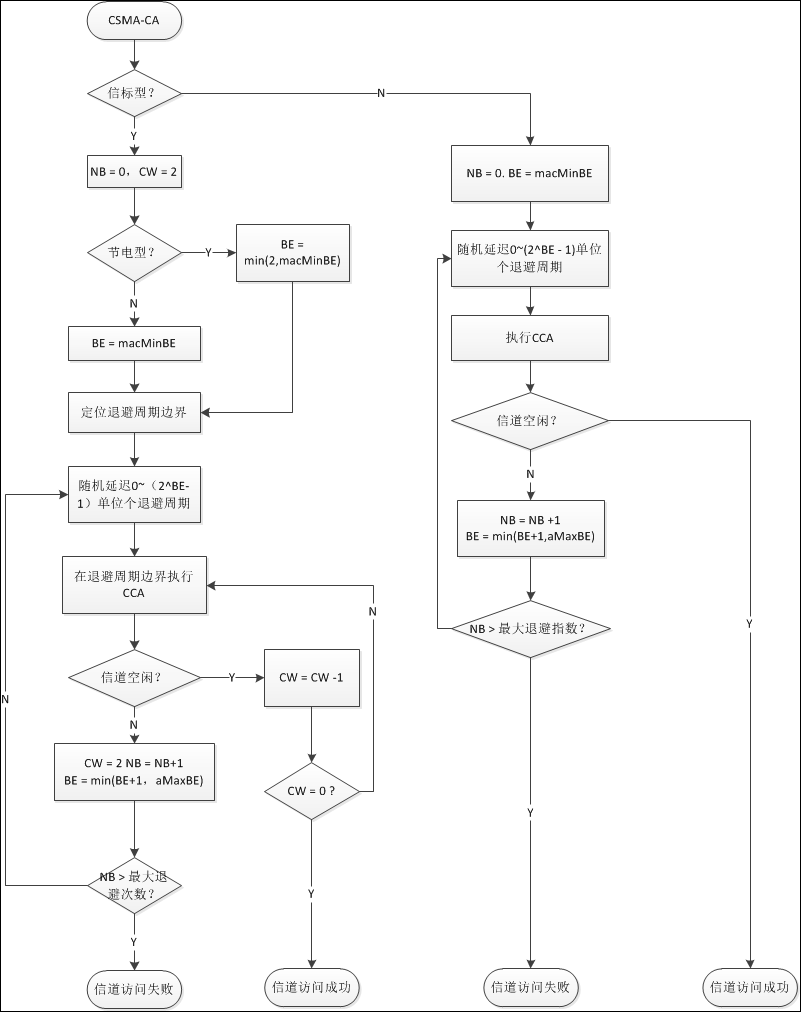 CSMA-CA
信标型？
N
Y
NB = 0，CW = 2
节电型？
Y
BE =
min(2,macMinBE)
N
BE = macMinBE
定位退避周期边界
随机延迟0~（2^BE-
1）单位个退避周期
在退避周期边界执行
CCA
N
信道空闲？
Y
CW = CW -1
N
N
CW = 2 NB = NB+1
BE = min(BE+1，aMaxBE)
CW = 0 ?
NB > 最大退
避次数？
Y
Y
信道访问失败
信道访问成功
NB = 0. BE = macMinBE
随机延迟0~(2^BE - 1)单位
个退避周期
执行CCA
信道空闲？
N
NB = NB +1
BE = min(BE+1,aMaxBE)
NB > 最大退避指数？
Y
Y
信道访问失败
信道访问成功